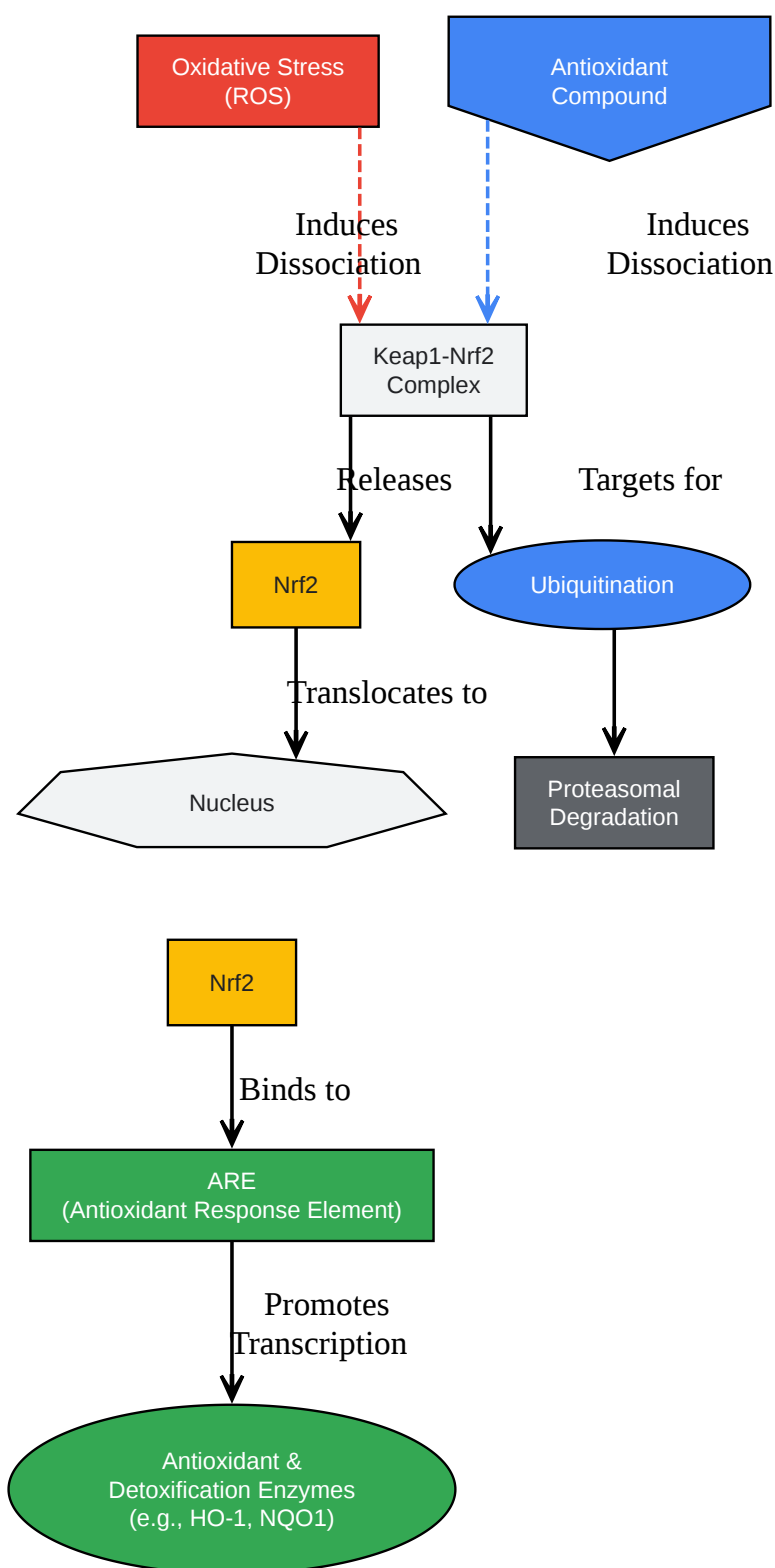 Oxidative Stress
(ROS)
Antioxidant
Compound
Induces
Dissociation
Induces
Dissociation
Keap1-Nrf2
Complex
Releases
Targets for
Nrf2
Ubiquitination
Translocates to
Nucleus
Proteasomal
Degradation
Nrf2
Binds to
ARE
(Antioxidant Response Element)
Promotes
Transcription
Antioxidant &
Detoxification Enzymes
(e.g., HO-1, NQO1)